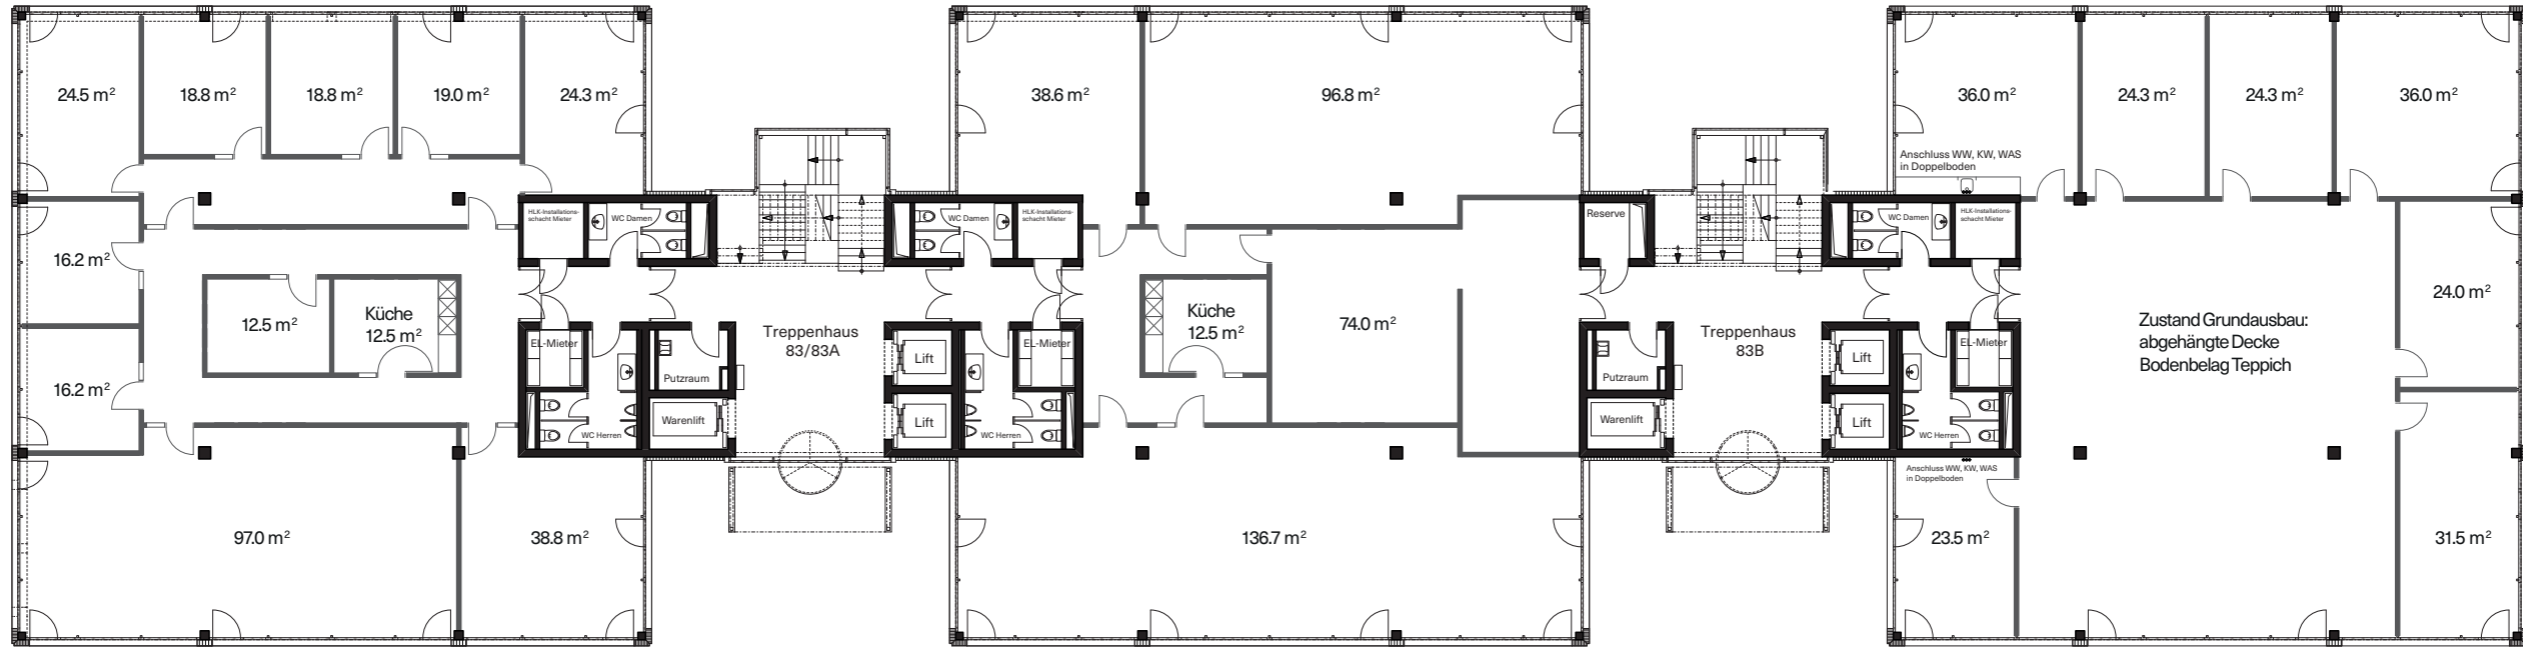 24.5 m²
18.8 m²
18.8 m²
19.0 m²
24.3 m²
38.6 m²
96.8 m²
36.0 m²
24.3 m²
24.3 m²
36.0 m²
Anschluss WW, KW, WAS
in Doppelboden
HLK-Installations-
schacht Mieter
WC Damen
WC Damen
HLK-Installations-
schacht Mieter
Reserve
WC Damen
HLK-Installations-
schacht Mieter
16.2 m²
12.5 m²
Küche
12.5 m²
Treppenhaus
83/83A
Küche
12.5 m²
74.0 m²
Treppenhaus
83B
Zustand Grundausbau:
abgehängte Decke
Bodenbelag Teppich
24.0 m²
EL-Mieter
Putzraum
Lift
EL-Mieter
Putzraum
Lift
EL-Mieter
16.2 m²
Warenlift
Lift
Warenlift
Lift
WC Herren
WC Herren
WC Herren
Anschluss WW, KW, WAS
in Doppelboden
97.0 m²
38.8 m²
136.7 m²
23.5 m²
31.5 m²